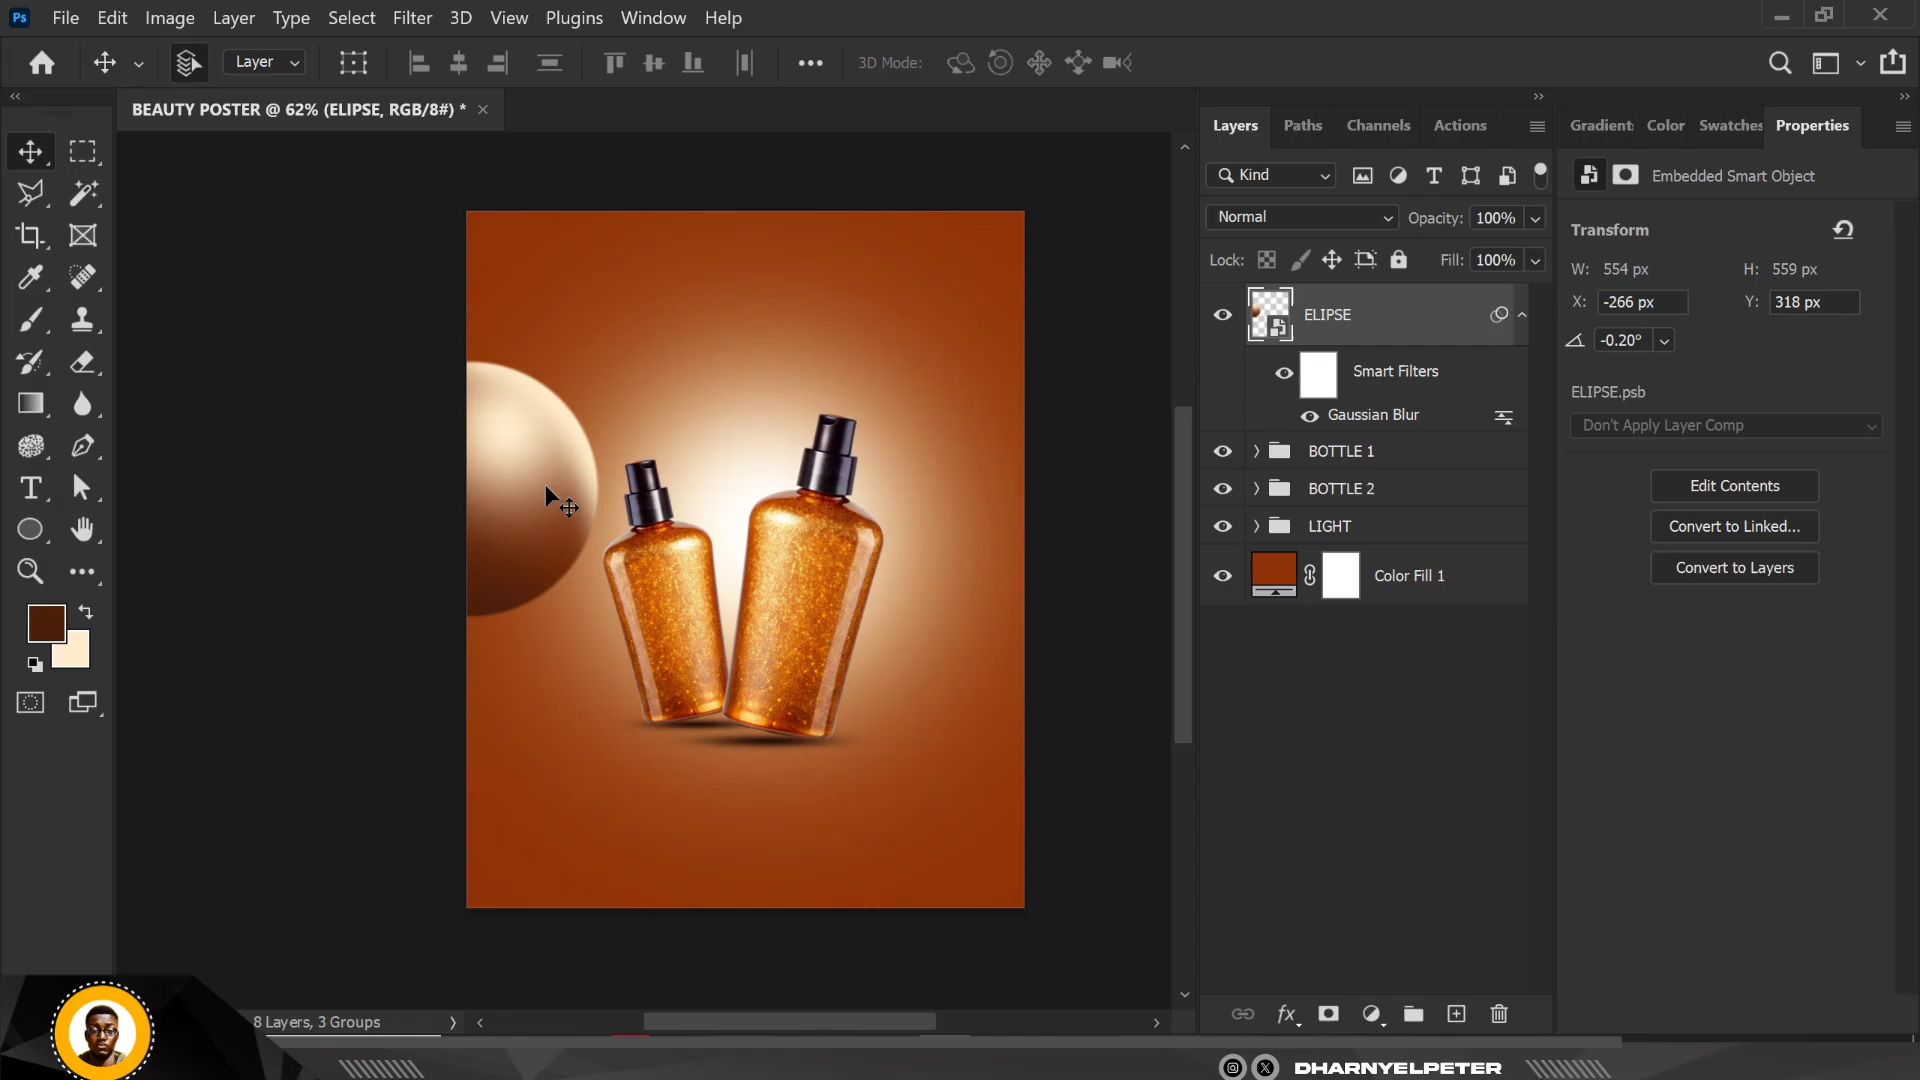 Ps File Edit Image Layer Type Select Filter 3D View Plugins Window Help
Layer 3D Mode:
BEAUTY POSTER @ 62% (ELIPSE, RGB/8#) *
Layers Paths Channels Actions
Gradient: Color Swatches Properties
Kind
Embedded Smart Object
Normal Opacity: 100%
Transform
Lock: Fill: 100%
W: 554 px H: 559 px
X: -266 px Y: 318 px
ELIPSE
-0.20°
Smart Filters
ELIPSE.psb
Gaussian Blur
Don't Apply Layer Comp
BOTTLE 1
BOTTLE 2
Edit Contents
LIGHT
Convert to Linked...
Color Fill 1
Convert to Layers
8 Layers, 3 Groups
DHARNYELPETER